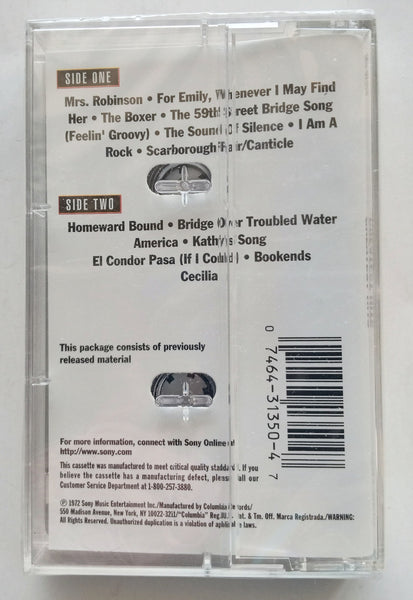 SIDE ONE
Mrs. Robinson • For Emily, Whenever I May Find
Her • The Boxer • The 59th Street Bridge Song
(Feelin' Groovy) • The Sound Of Silence • I Am A
Rock • Scarborough Fair/Canticle
SIDE TWO
Homeward Bound • Bridge Over Troubled Water
America • Kathy's Song
El Condor Pasa (If I Could) • Bookends
Cecilia
This package consists of previously
released material
0 7464-31350-4 7
For more information, connect with Sony Online at
http://www.sony.com
This cassette was manufactured to meet critical quality standards. If you
believe the cassette has a manufacturing defect, please call our
Customer Service Department at 1-800-257-3880.
℗ 1972 Sony Music Entertainment Inc./Manufactured by Columbia Records/
550 Madison Avenue, New York, NY 10022-3211/"Columbia" Reg. U.S. Pat. & Tm. Off. Marca Registrada./WARNING:
All Rights Reserved. Unauthorized duplication is a violation of applicable laws.